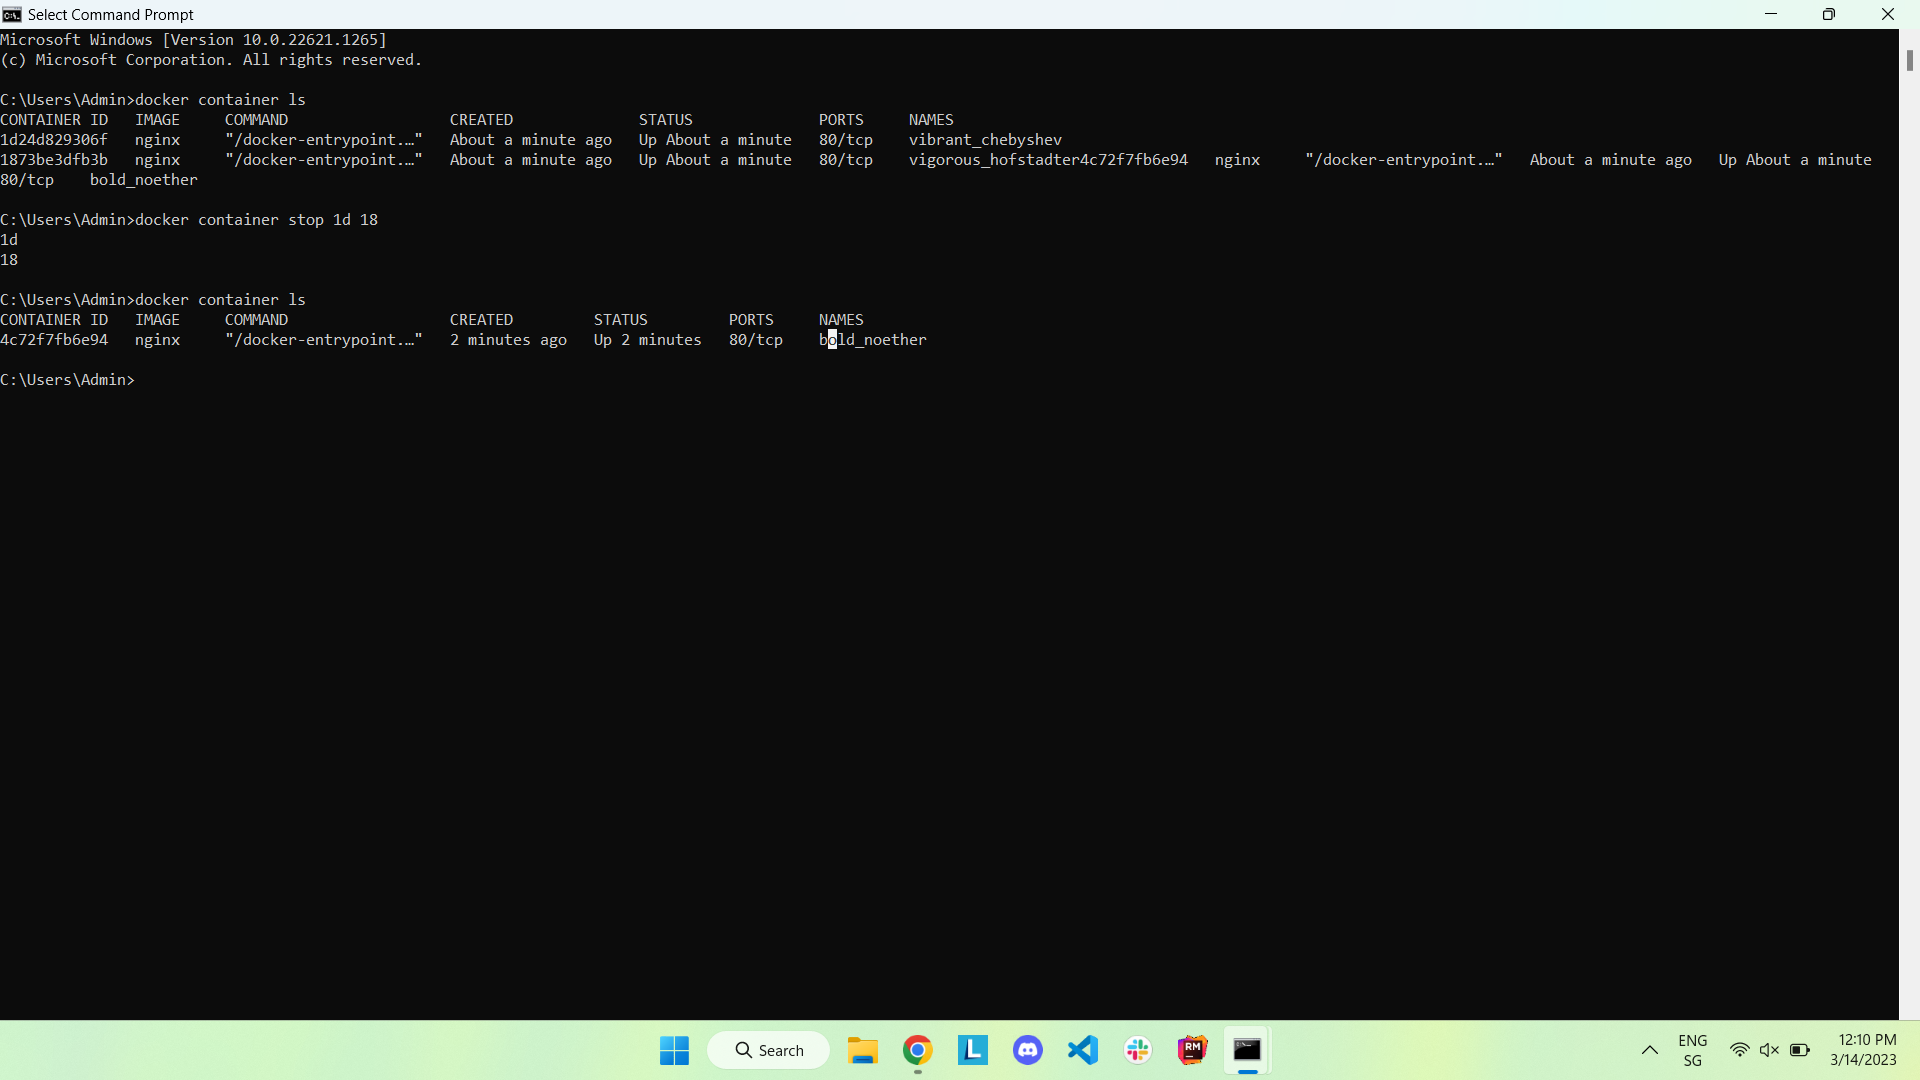 Select Command Prompt
Microsoft Windows [Version 10.0.22621.1265]
(c) Microsoft Corporation. All rights reserved.
C:\Users\Admin>docker container ls
CONTAINER ID   IMAGE     COMMAND                  CREATED              STATUS              PORTS    NAMES
1d24d829306f   nginx     "/docker-entrypoint.…"   About a minute ago   Up About a minute   80/tcp    vibrant_chebyshev
1873be3dfb3b   nginx     "/docker-entrypoint.…"   About a minute ago   Up About a minute   80/tcp    vigorous_hofstadter4c72f7fb6e94   nginx     "/docker-entrypoint.…"   About a minute ago   Up About a minute
80/tcp    bold_noether
C:\Users\Admin>docker container stop 1d 18
1d
18
C:\Users\Admin>docker container ls
CONTAINER ID   IMAGE     COMMAND                  CREATED         STATUS         PORTS     NAMES
4c72f7fb6e94   nginx     "/docker-entrypoint.…"   2 minutes ago   Up 2 minutes   80/tcp    bold_noether
C:\Users\Admin>
Search
L
RM
ENG
SG
12:10 PM
3/14/2023